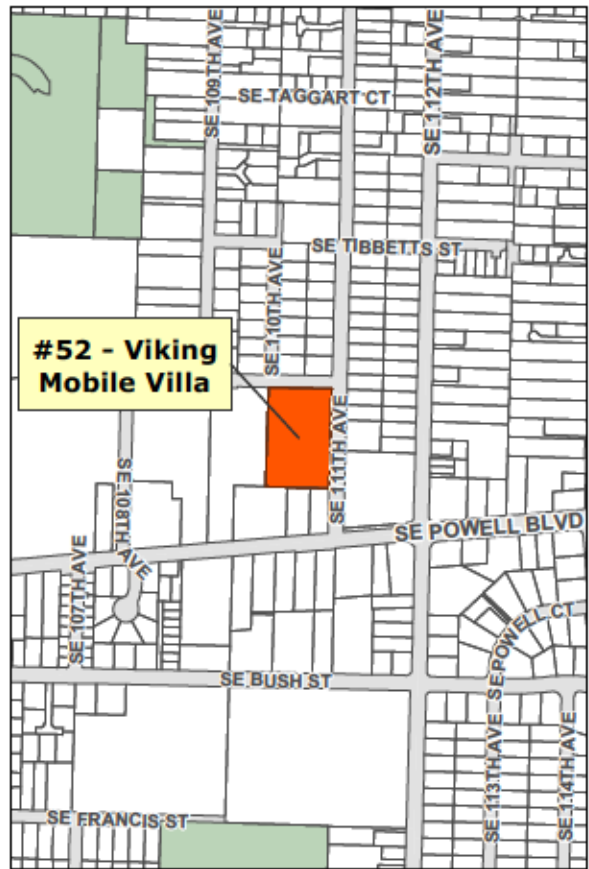 SE 109TH AVE
SE 112TH AVE
SE TAGGART CT
SE TIBBETTS ST
SE 110TH AVE
#52 - Viking
Mobile Villa
SE 111TH AVE
SE 108TH AVE
SE POWELL BLVD
SE 107TH AVE
SE POWELL CT
SE BUSH ST
SE 113TH AVE
SE 114TH AVE
SE FRANCIS ST